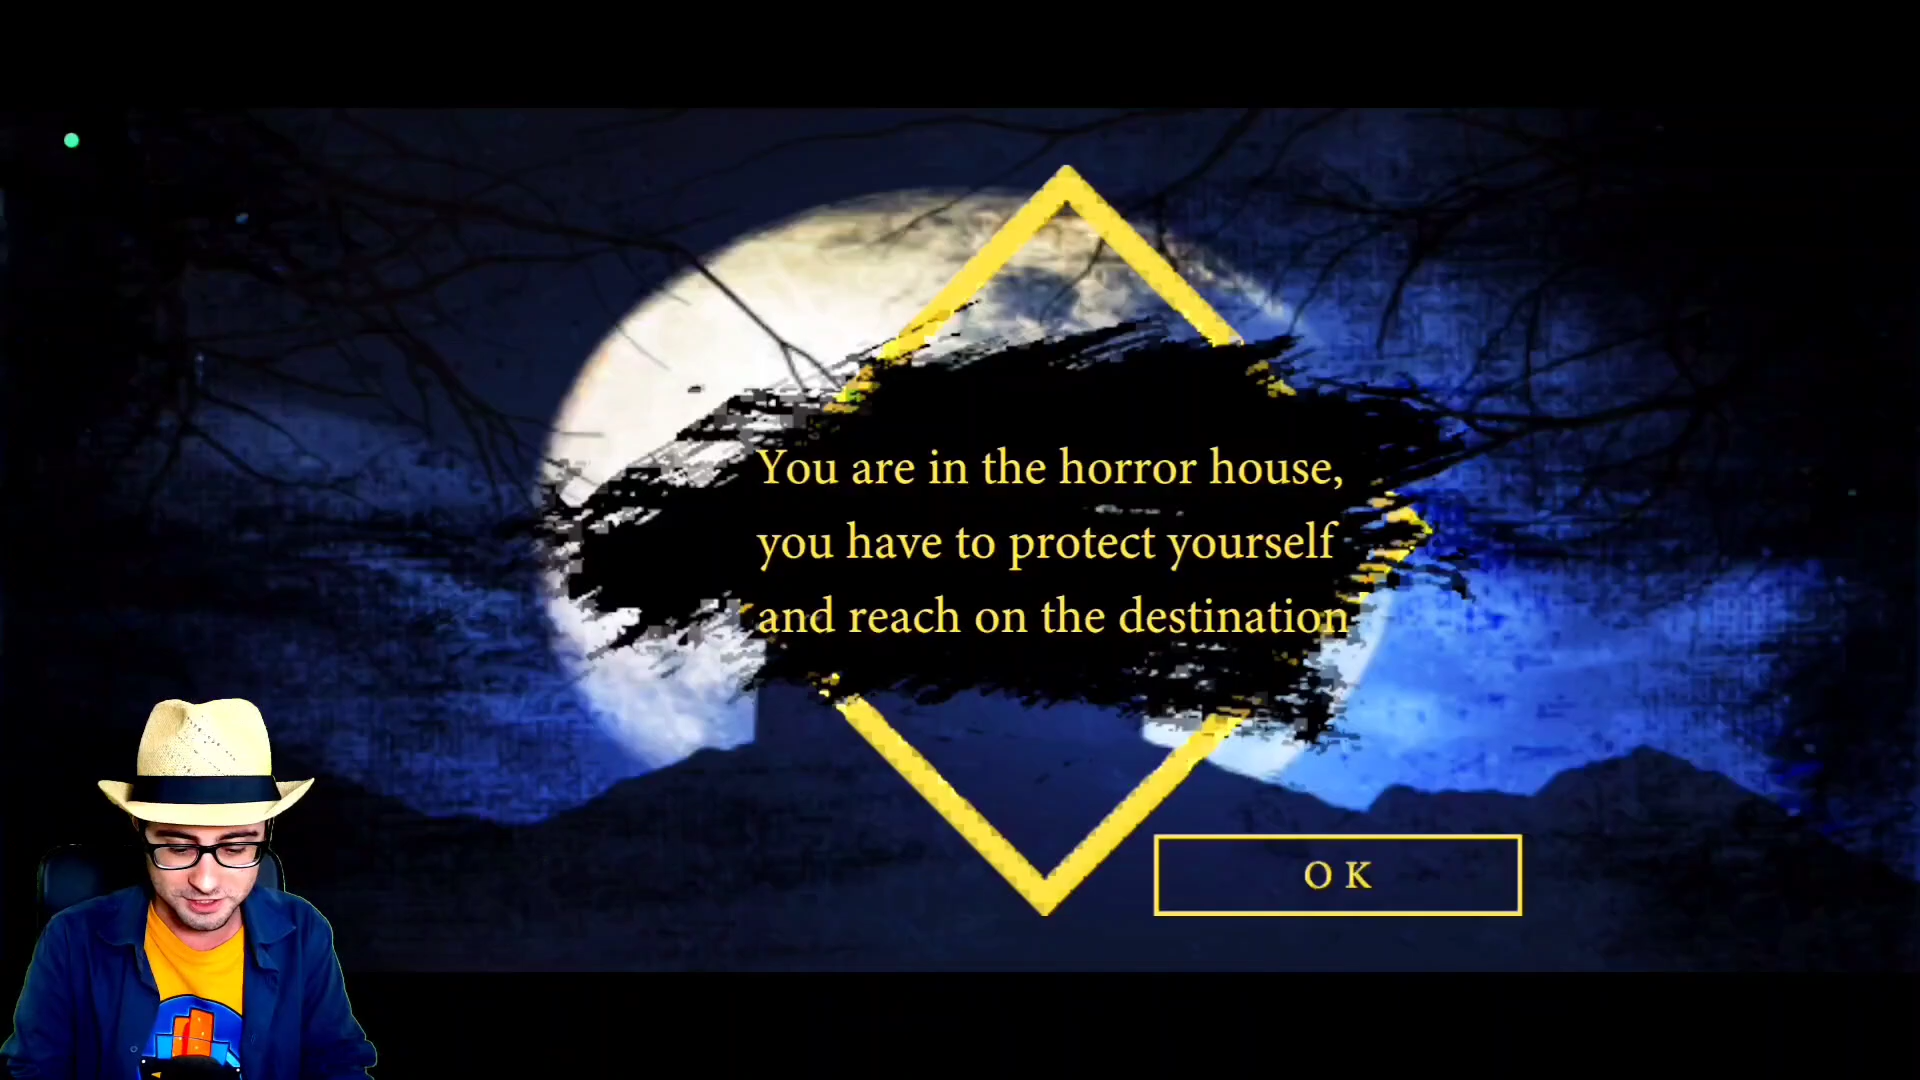 You are in the horror house,
you have to protect yourself
and reach on the destination
OK